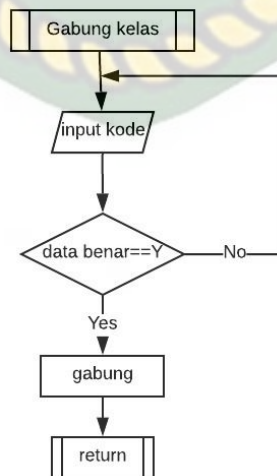 Gabung kelas
input kode
data benar==Y
No
Yes
gabung
return